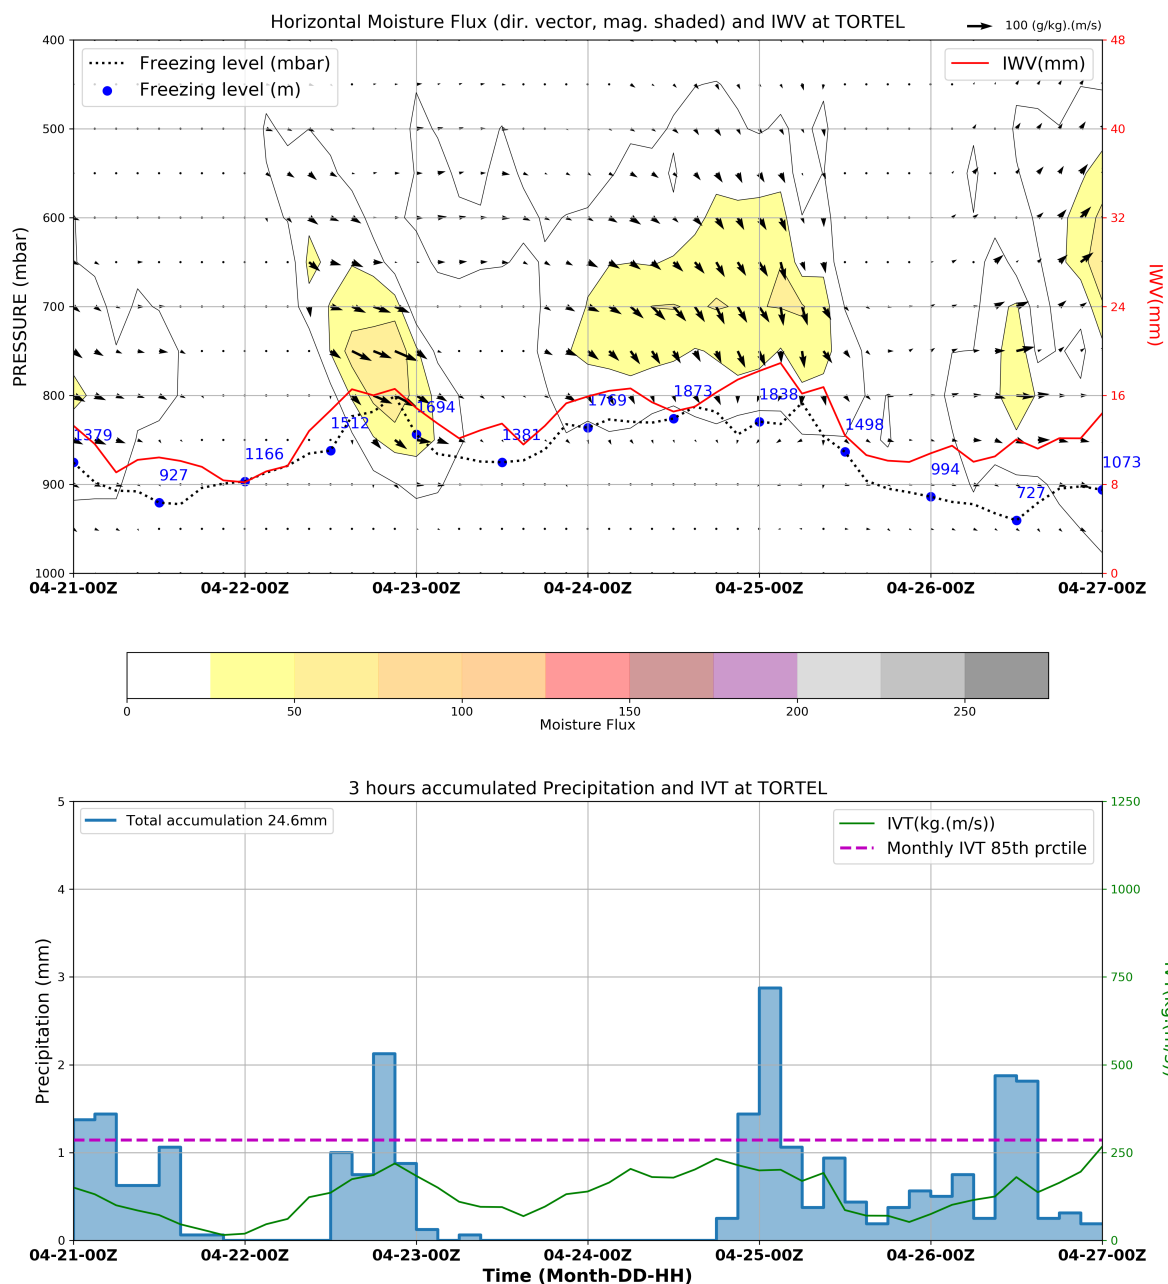 Horizontal Moisture Flux (dir. vector, mag. shaded) and IWV at TORTEL
100 (g/kg).(m/s)
Freezing level (mbar)
Freezing level (m)
IWV(mm)
PRESSURE (mbar)
400
500
600
700
800
900
1000
IWV(mm)
48
40
32
24
16
8
0
1379
927
1166
1512
1694
1381
1769
1873
1838
1498
994
727
1073
04-21-00Z 04-22-00Z 04-23-00Z 04-24-00Z 04-25-00Z 04-26-00Z 04-27-00Z
0 50 100 150 200 250
Moisture Flux
3 hours accumulated Precipitation and IVT at TORTEL
Total accumulation 24.6mm
IVT(kg.(m/s))
Monthly IVT 85th prctile
Precipitation (mm)
5
4
3
2
1
0
1250
1000
750
500
250
0
04-21-00Z 04-22-00Z 04-23-00Z 04-24-00Z 04-25-00Z 04-26-00Z 04-27-00Z
Time (Month-DD-HH)